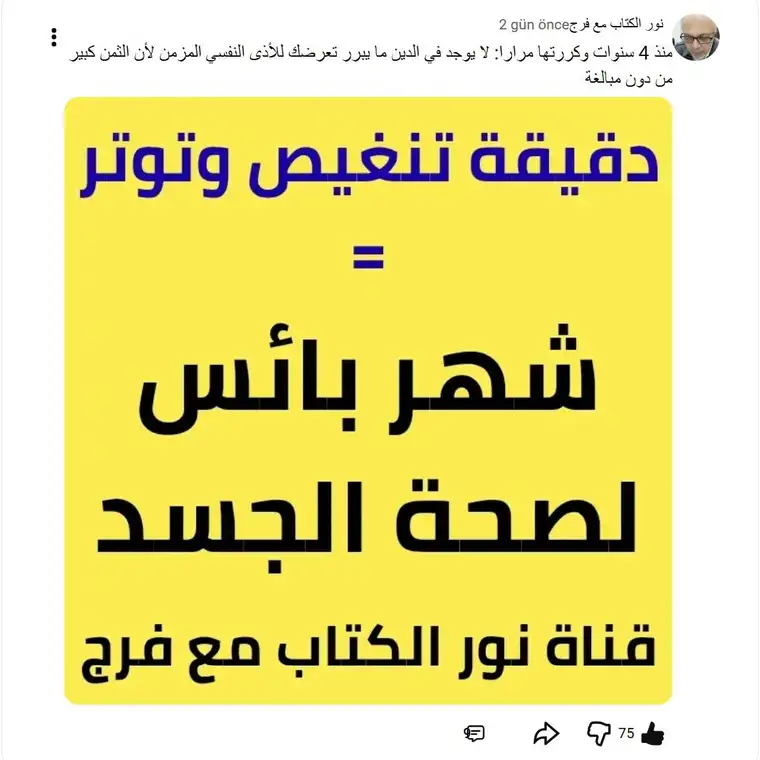 نور الكتاب مع فرج 2 gün önce
منذ 4 سنوات وكررتها مرارا: لا يوجد في الدين ما يبرر تعرضك للأذى النفسي المزمن لأن الثمن كبير
من دون مبالغة
دقيقة تنغيص وتوتر
=
شهر بائس
لصحة الجسد
قناة نور الكتاب مع فرج
75
9